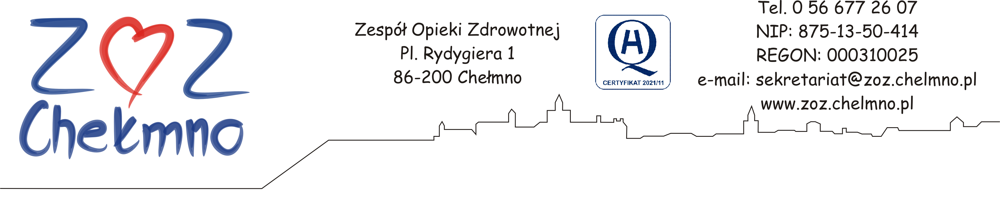 ZOZ
Chełmno
Zespół Opieki Zdrowotnej
Pl. Rydygiera 1
86-200 Chełmno
HQ
CERTYFIKAT 2021/11
Tel. 0 56 677 26 07
NIP: 875-13-50-414
REGON: 000310025
e-mail: sekretariat@zoz.chelmno.pl
www.zoz.chelmno.pl